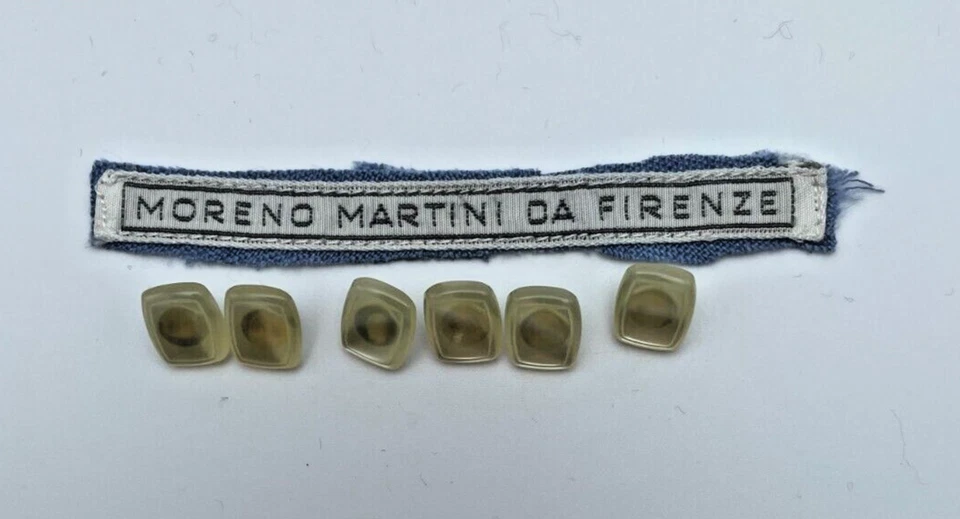 MORENO MARTINI DA FIRENZE